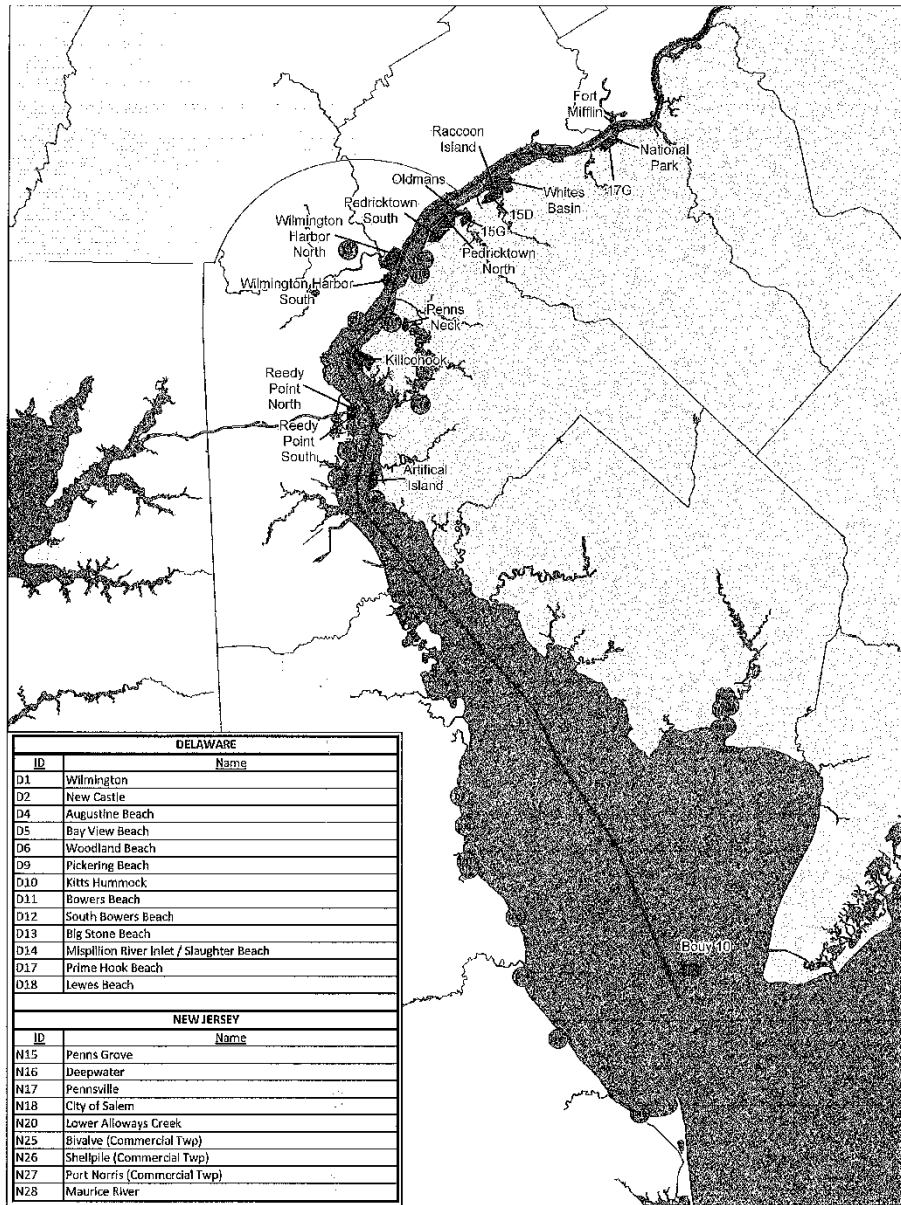 Fort
Mifflin
Raccoon
Island
National
Park
Oldmans
Whites
Basin
17G
Pedricktown
South
15D
15G
Wilmington
Harbor
North
Pedricktown
North
Wilmington Harbor
South
Penns
Neck
Killcohook
Reedy
Point
North
Reedy
Point
South
Artifical
Island
Bouy 10
DELAWARE
ID Name
D1 Wilmington
D2 New Castle
D4 Augustine Beach
D5 Bay View Beach
D6 Woodland Beach
D9 Pickering Beach
D10 Kitts Hummock
D11 Bowers Beach
D12 South Bowers Beach
D13 Big Stone Beach
D14 Mispillion River Inlet / Slaughter Beach
D17 Prime Hook Beach
D18 Lewes Beach
NEW JERSEY
ID Name
N15 Penns Grove
N16 Deepwater
N17 Pennsville
N18 City of Salem
N20 Lower Alloways Creek
N25 Bivalve (Commercial Twp)
N26 Shellpile (Commercial Twp)
N27 Port Norris (Commercial Twp)
N28 Maurice River